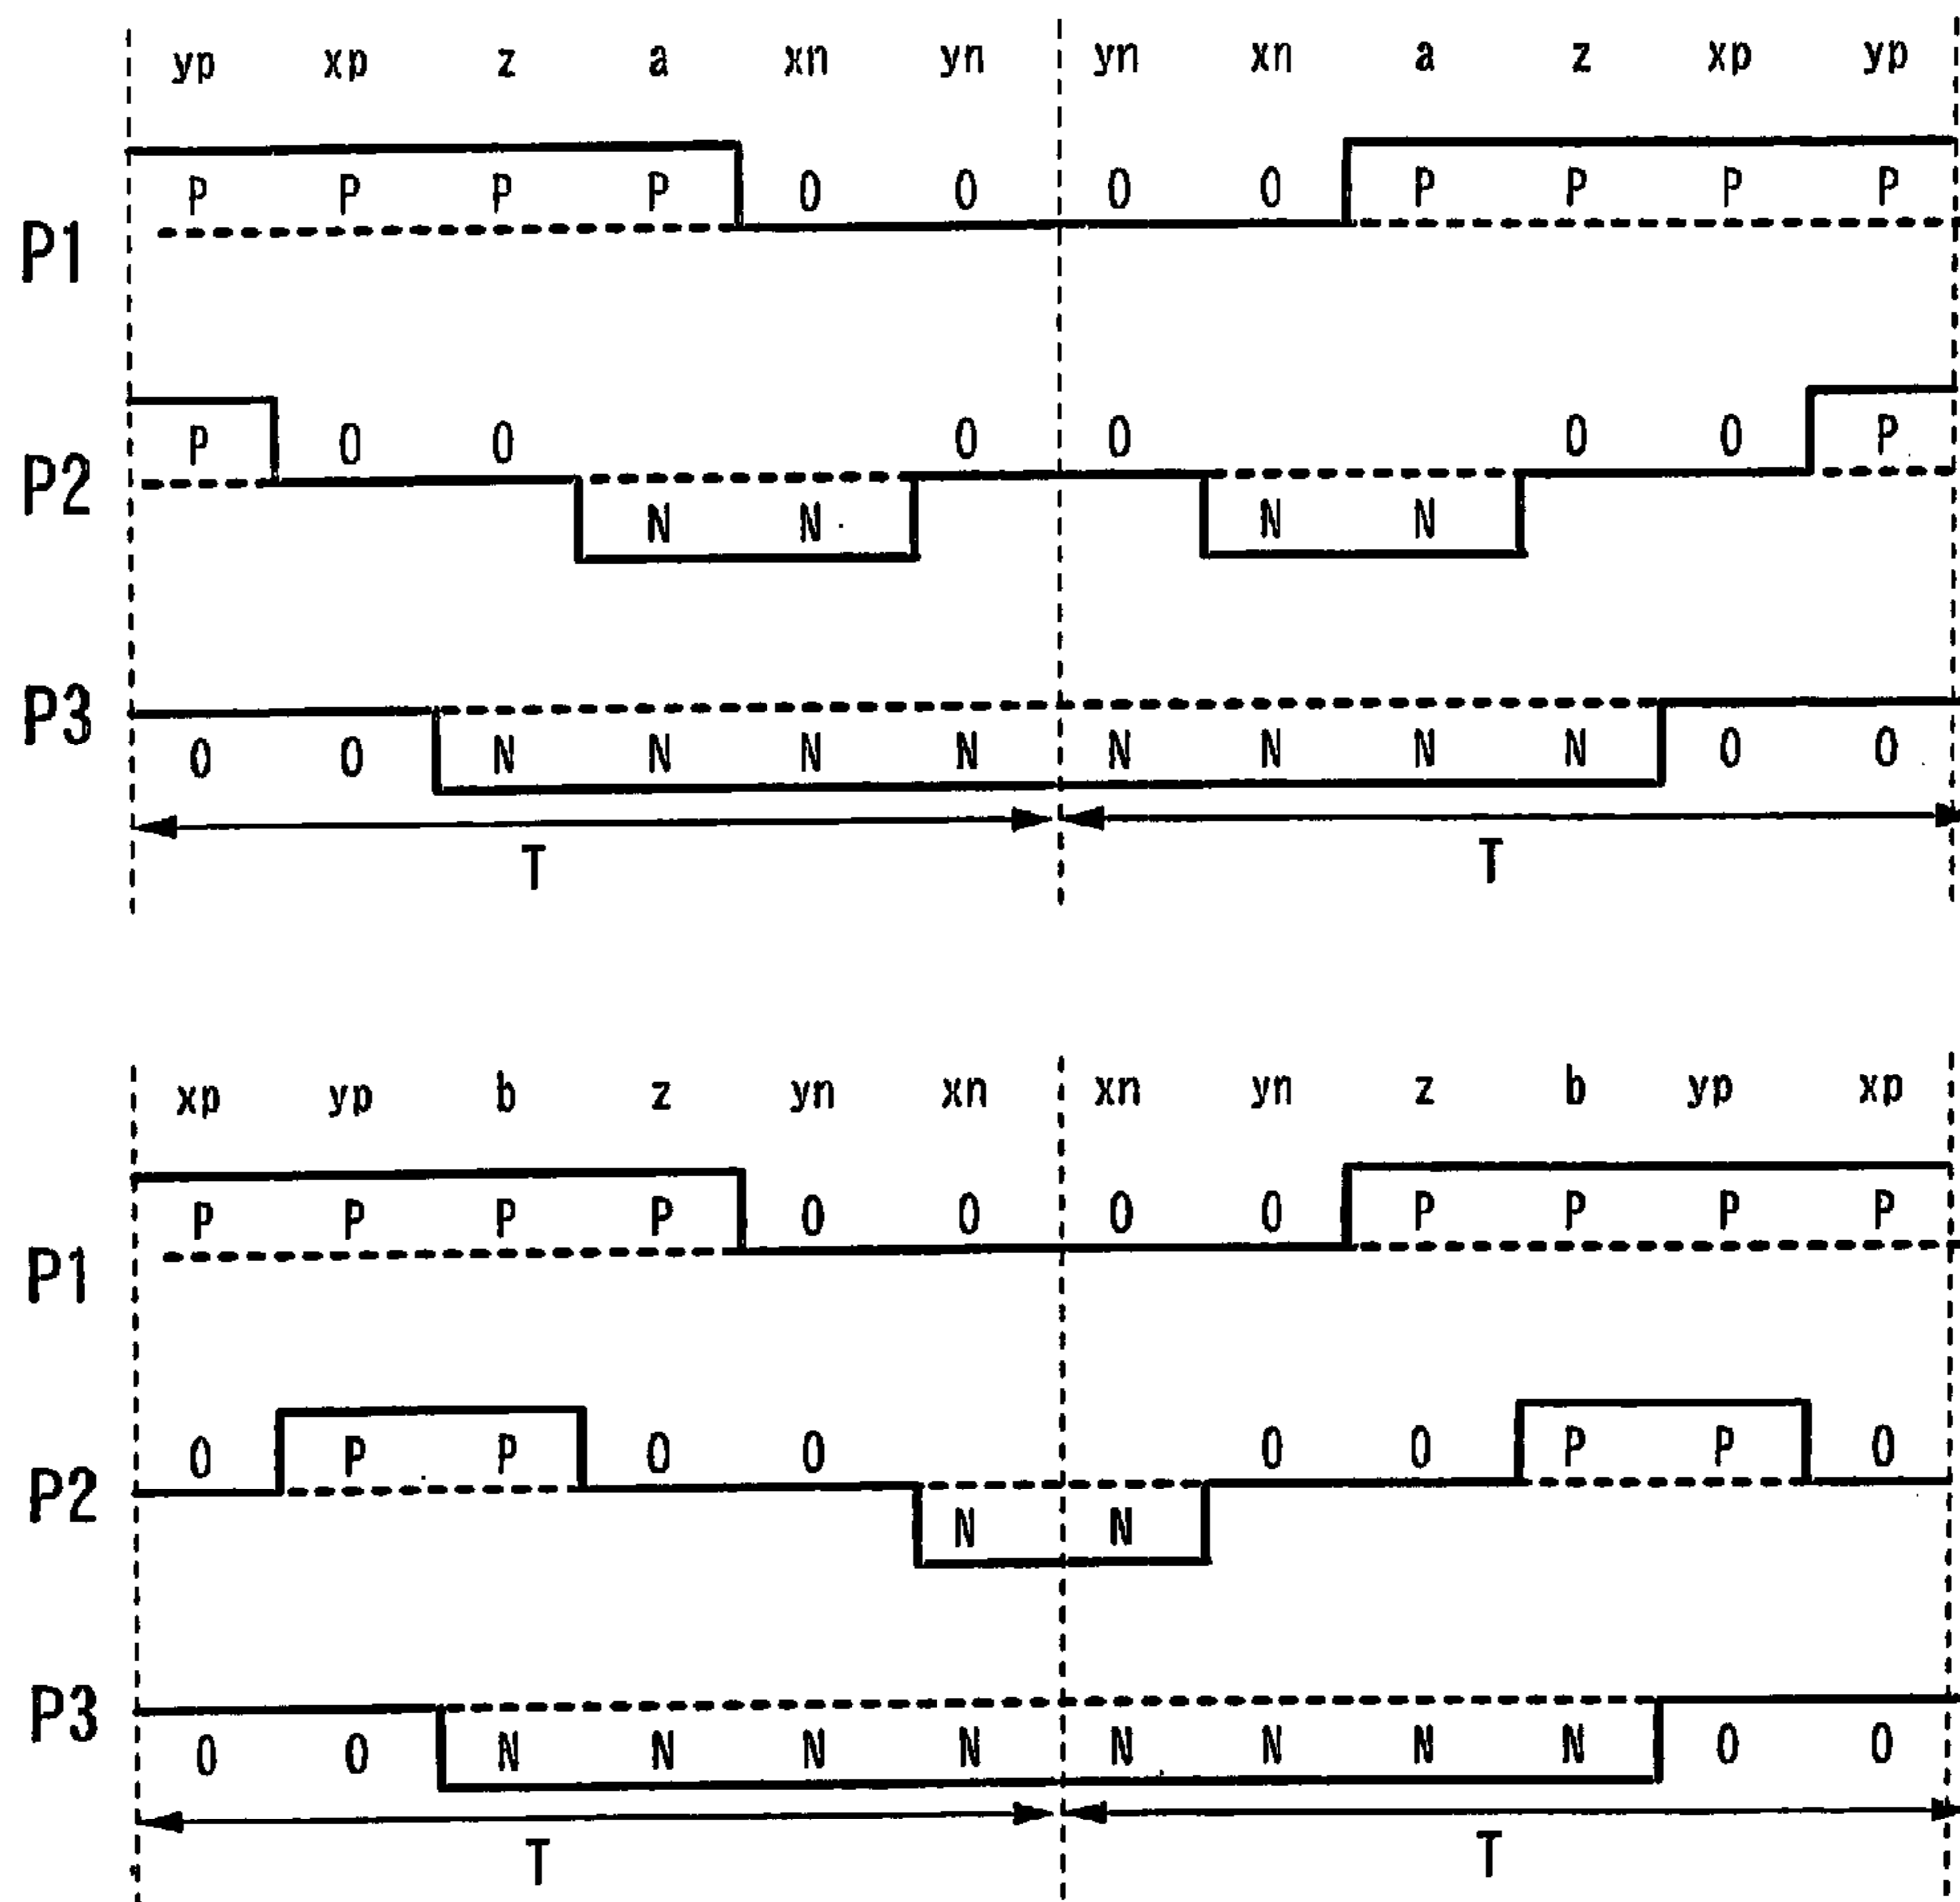 yp xp z a xn yn yn xn a z xp yp
P P P P 0 0 0 0 P P P P
P1
P 0 0 0 0 0 0 P
P2
N N N N
P3
0 0 N N N N N N N N 0 0
T T
xp yp b z yn xn xn yn z b yp xp
P P P P 0 0 0 0 P P P P
P1
0 P P 0 0 0 0 P P 0
P2
N N
P3
0 0 N N N N N N N N 0 0
T T